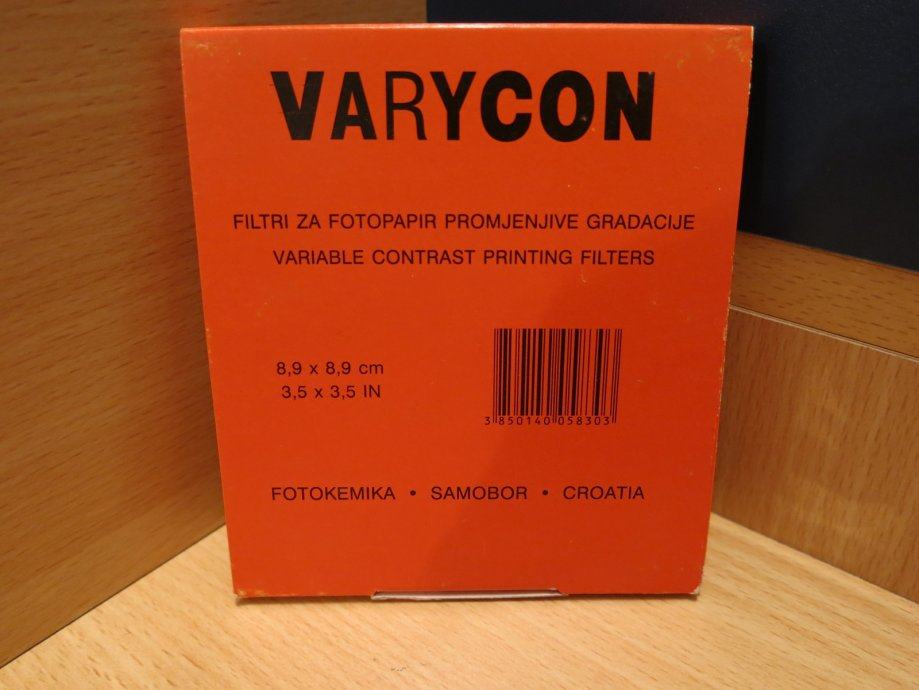 VARYCON
FILTRI ZA FOTOPAPIR PROMJENJIVE GRADACIJE
VARIABLE CONTRAST PRINTING FILTERS
8,9 x 8,9 cm
3,5 x 3,5 IN
3 850140 058303
FOTOKEMIKA • SAMOBOR • CROATIA